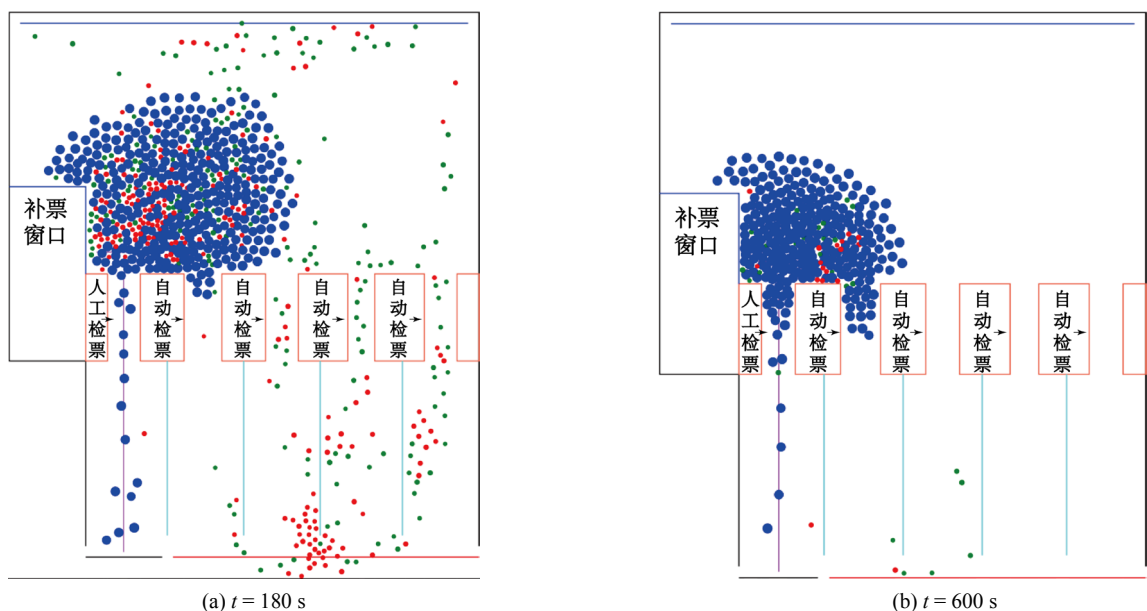 补票
窗口
人工检票
自动检票
自动检票
自动检票
自动检票
(a) t = 180 s
补票
窗口
人工检票
自动检票
自动检票
自动检票
自动检票
(b) t = 600 s